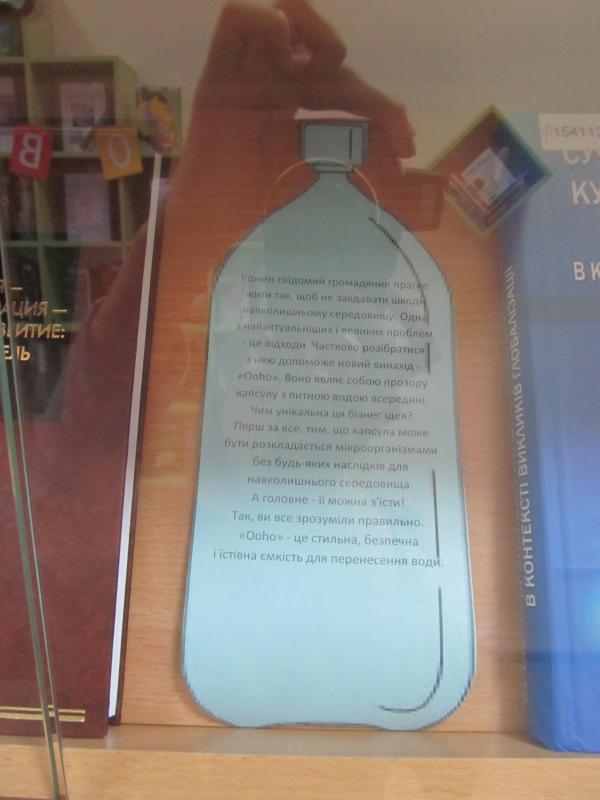 Кожен свідомий громадянин прагне
жити так, щоб не завдавати шкоди
навколишньому середовищу. Одна
з найактуальніших і великих проблем
- це відходи. Частково розібратися
з нею допоможе новий винахід -
«Ooho». Воно являє собою прозору
капсулу з питною водою всередині.
Чим унікальна ця бізнес ідея?
Перш за все, тим, що капсула може
бути розкладається мікроорганізмами
без будь-яких наслідків для
навколишнього середовища.
А головне - її можна з'їсти!
Так, ви все зрозуміли правильно.
«Ooho» - це стильна, безпечна
і їстівна ємкість для перенесення води.
В О
154113
КУ
В К
В КОНТЕКСТІ ВИКЛИКІВ ГЛОБАЛІЗАЦІЇ